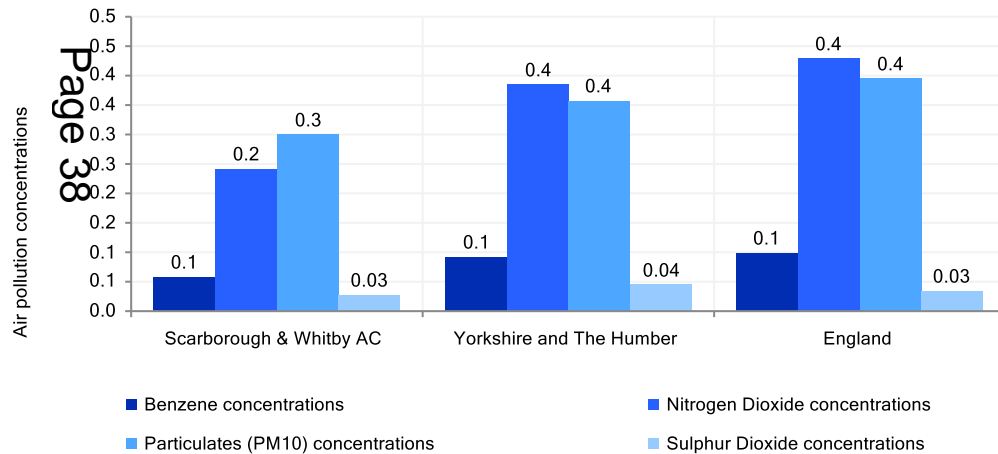 Page 38
Air pollution concentrations
0.5
0.5
0.4
0.4
0.3
0.3
0.2
0.2
0.1
0.1
0.0
0.1
0.2
0.3
0.03
0.1
0.4
0.4
0.04
0.1
0.4
0.4
0.03
Scarborough & Whitby AC
Yorkshire and The Humber
England
Benzene concentrations
Nitrogen Dioxide concentrations
Particulates (PM10) concentrations
Sulphur Dioxide concentrations